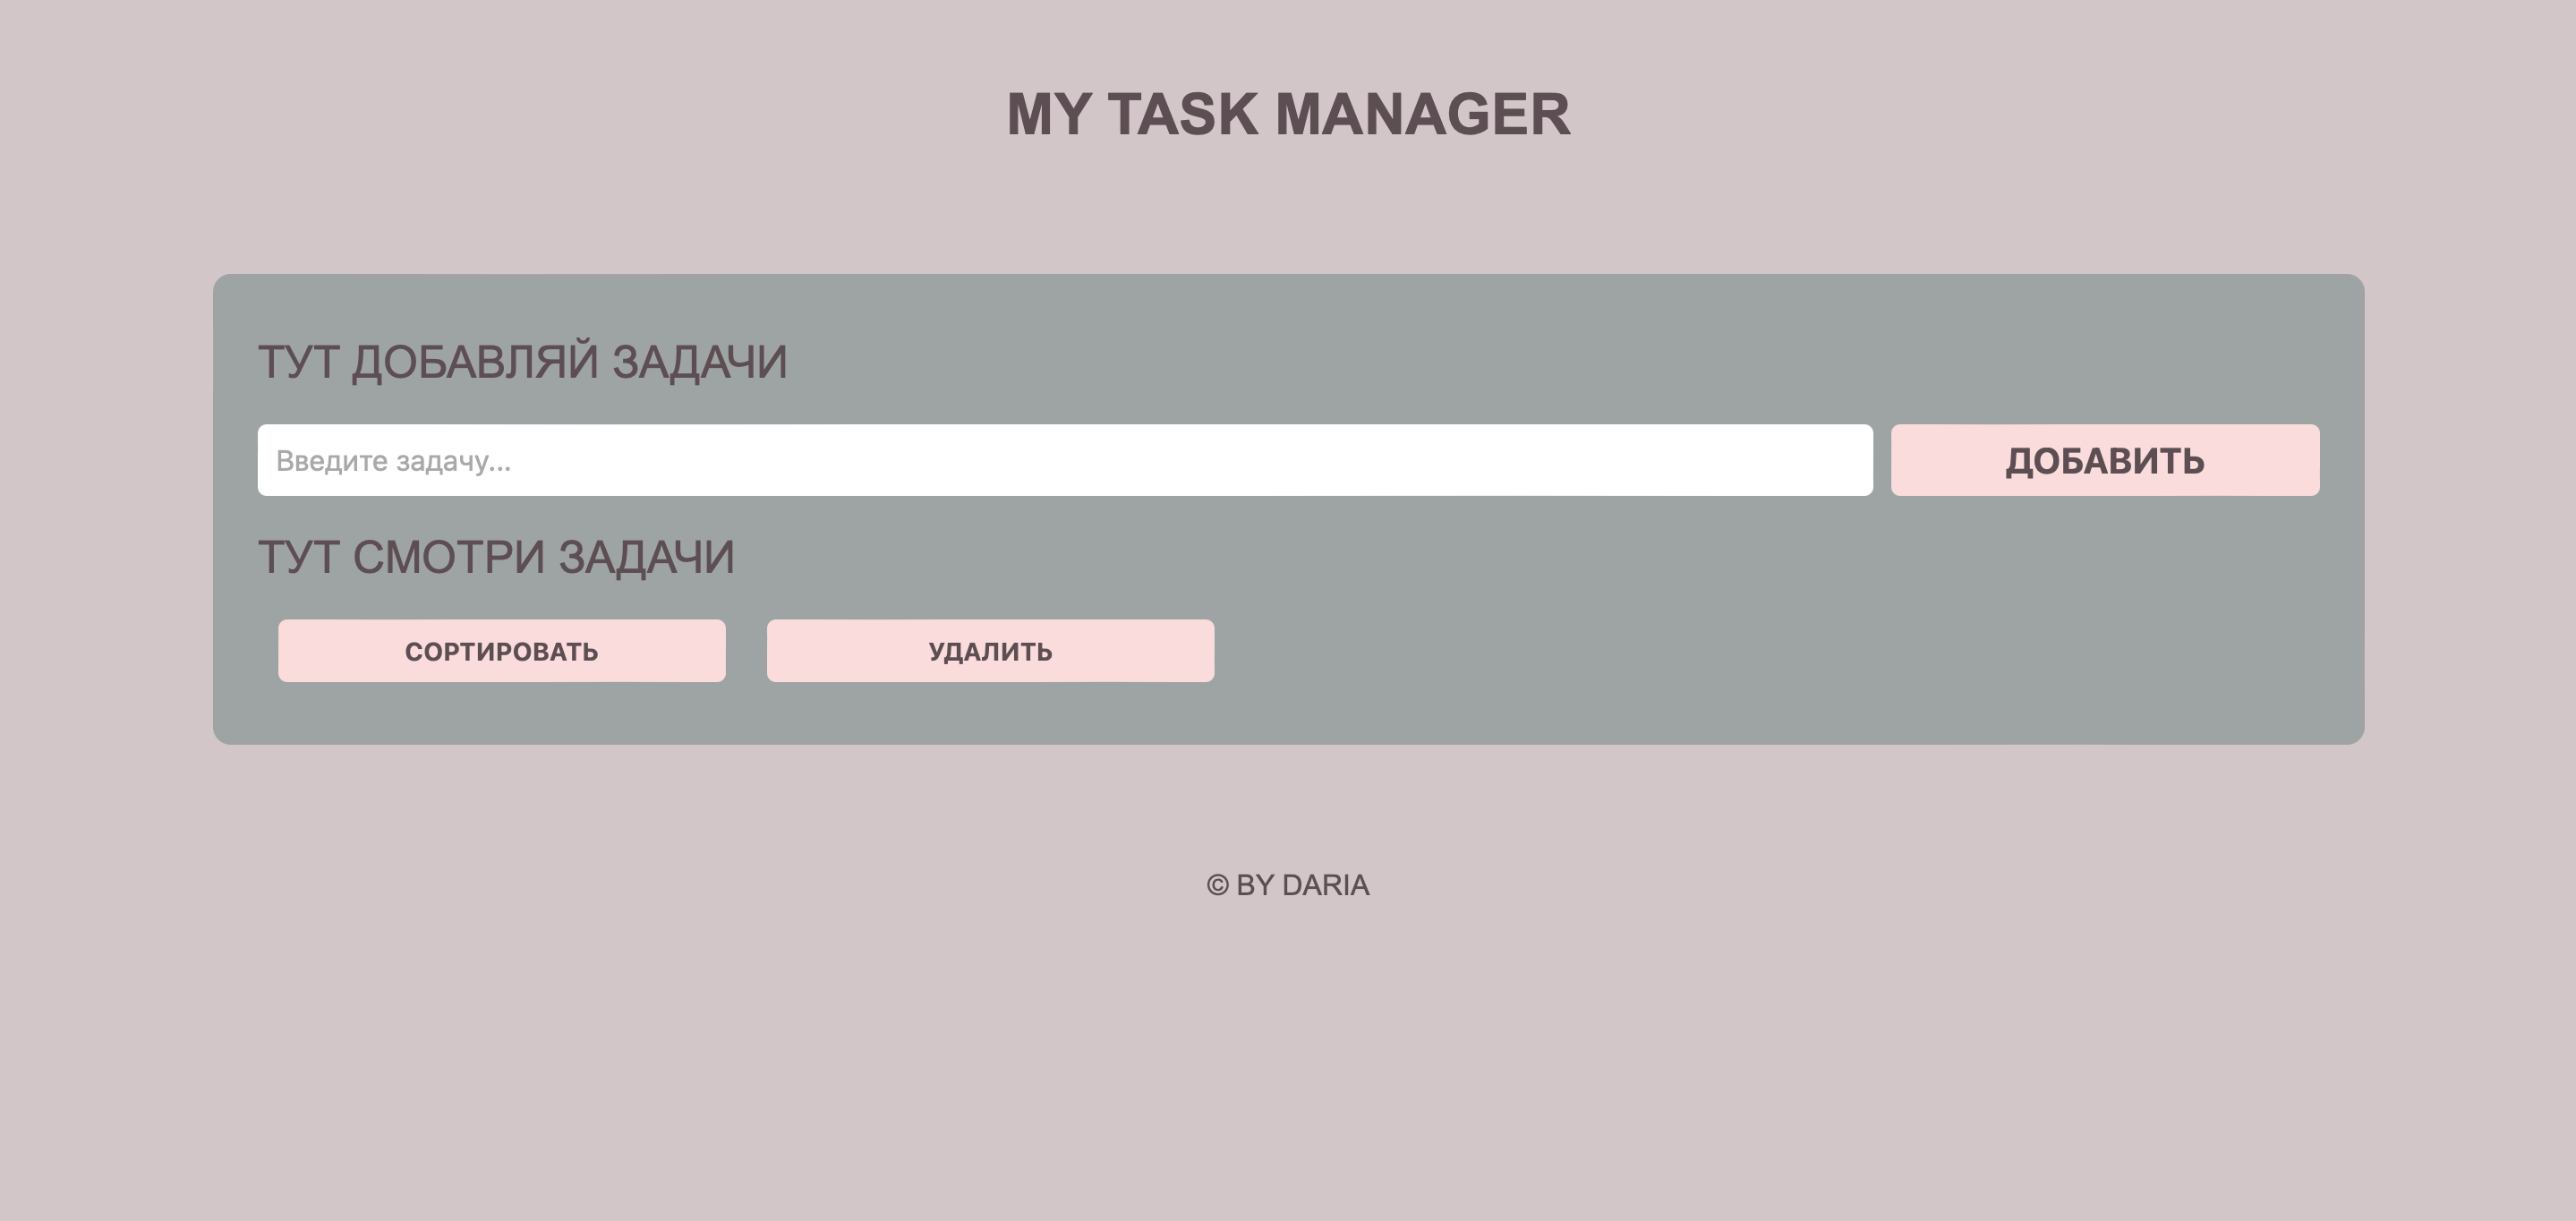 MY TASK MANAGER
ТУТ ДОБАВЛЯЙ ЗАДАЧИ
Введите задачу...
ДОБАВИТЬ
ТУТ СМОТРИ ЗАДАЧИ
СОРТИРОВАТЬ
УДАЛИТЬ
© BY DARIA